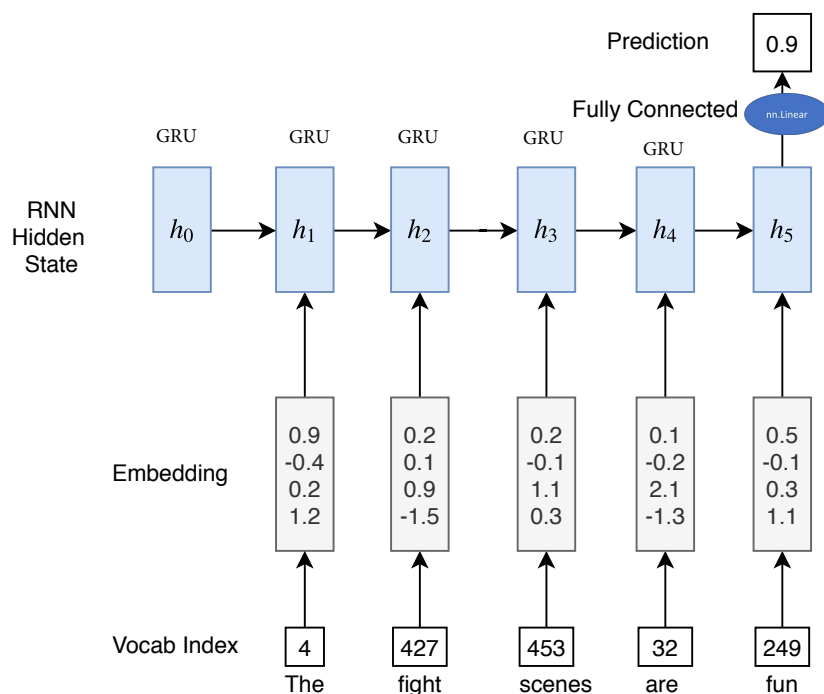 Prediction
0.9
Fully Connected
nn.Linear
GRU GRU GRU GRU GRU
RNN
Hidden
State
h0 h1 h2 h3 h4 h5
Embedding
0.9 0.2 0.2 0.1 0.5
-0.4 0.1 -0.1 -0.2 -0.1
0.2 0.9 1.1 2.1 0.3
1.2 -1.5 0.3 -1.3 1.1
Vocab Index
4 427 453 32 249
The fight scenes are fun